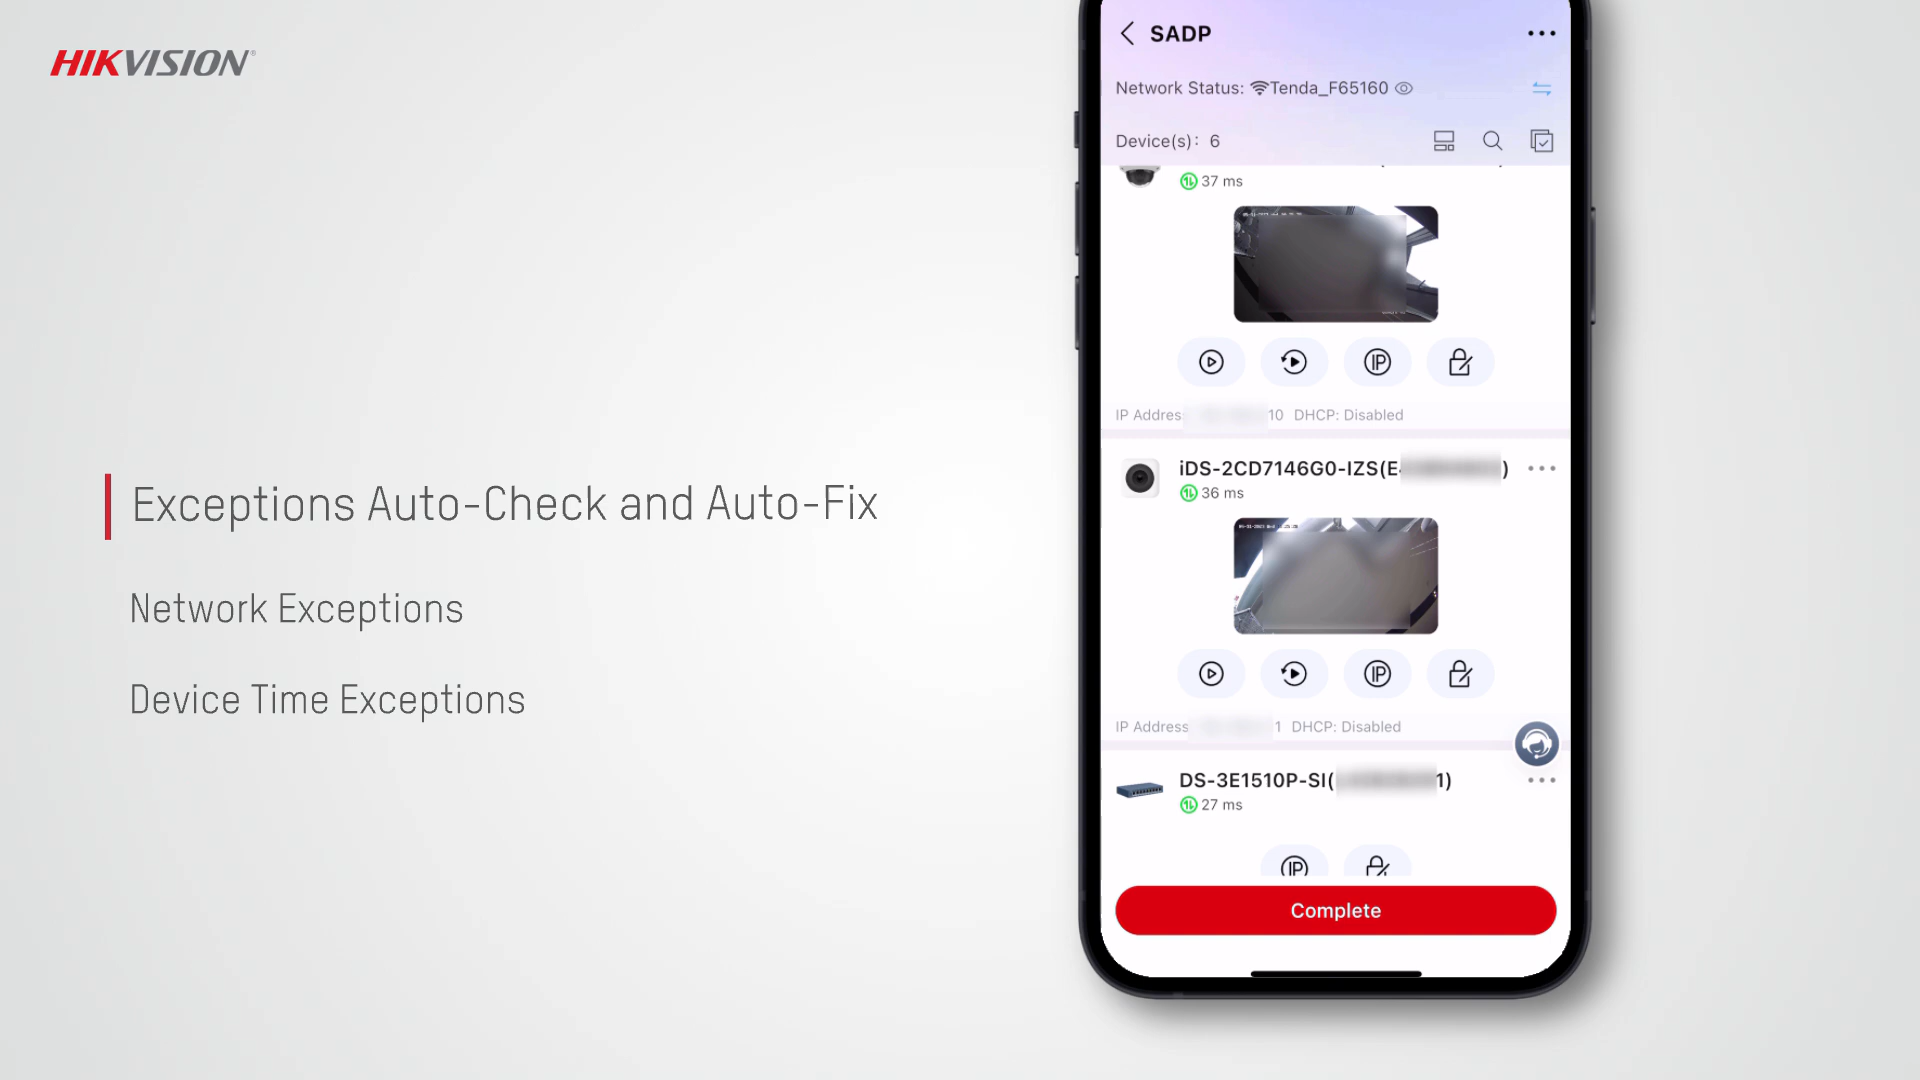 HIKVISION®
Exceptions Auto-Check and Auto-Fix
Network Exceptions
Device Time Exceptions
SADP
Network Status: Tenda_F65160
Device(s): 6
37 ms
IP Addres 10 DHCP: Disabled
iDS-2CD7146G0-IZS(E )
36 ms
IP Address 1 DHCP: Disabled
DS-3E1510P-SI( 1)
27 ms
IP
Complete